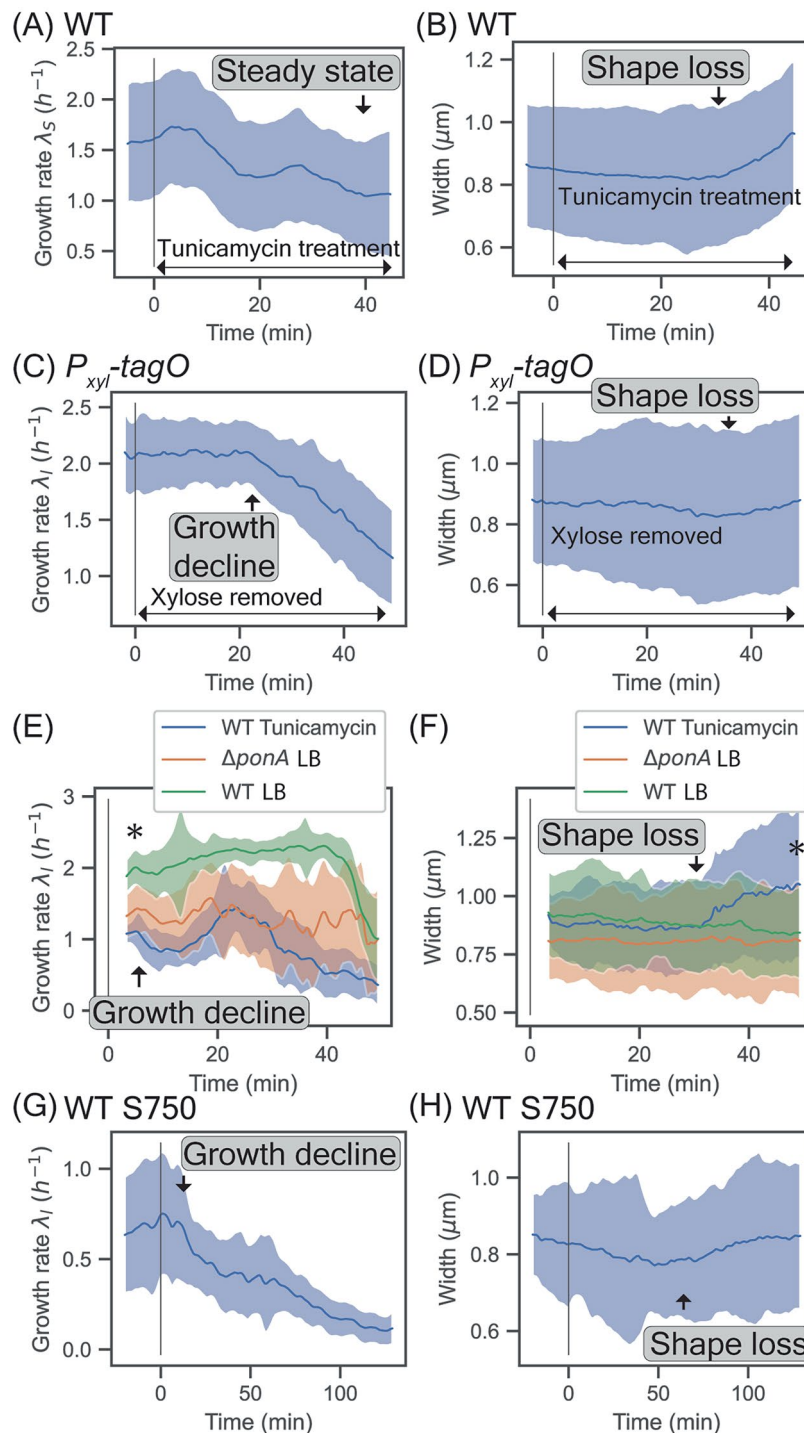 (A) WT
Growth rate λS (h−1)
2.5
2.0
1.5
1.0
0.5
Steady state
Tunicamycin treatment
0 20 40
Time (min)
(B) WT
Width (μm)
1.2
1.0
0.8
0.6
Shape loss
Tunicamycin treatment
0 20 40
Time (min)
(C) Pxyl-tagO
Growth rate λl (h−1)
2.5
2.0
1.5
1.0
Growth
decline
Xylose removed
0 20 40
Time (min)
(D) Pxyl-tagO
Width (μm)
1.2
1.0
0.8
0.6
Shape loss
Xylose removed
0 20 40
Time (min)
(E)
WT Tunicamycin
ΔponA LB
WT LB
Growth rate λl (h−1)
3
2
1
0
*
Growth decline
0 20 40
Time (min)
(F)
WT Tunicamycin
ΔponA LB
WT LB
Width (μm)
1.25
1.00
0.75
0.50
Shape loss
*
0 20 40
Time (min)
(G) WT S750
Growth rate λl (h−1)
1.0
0.5
0.0
Growth decline
0 50 100
Time (min)
(H) WT S750
Width (μm)
1.0
0.8
0.6
Shape loss
0 50 100
Time (min)